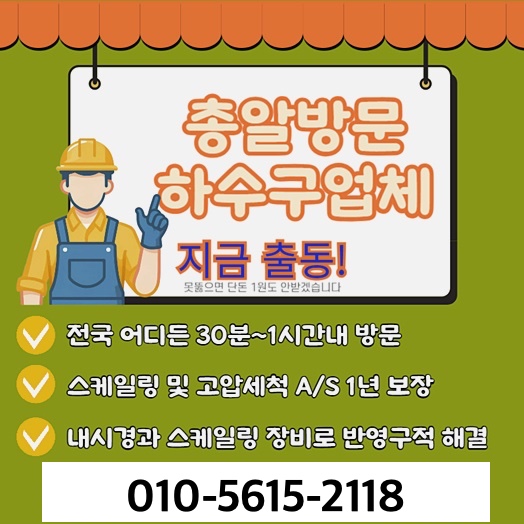 총알방문
하수구업체
지금 출동!
못뚫으면 단돈 1원도 안받겠습니다
전국 어디든 30분~1시간내 방문
스케일링 및 고압세척 A/S 1년 보장
내시경과 스케일링 장비로 반영구적 해결
010-5615-2118